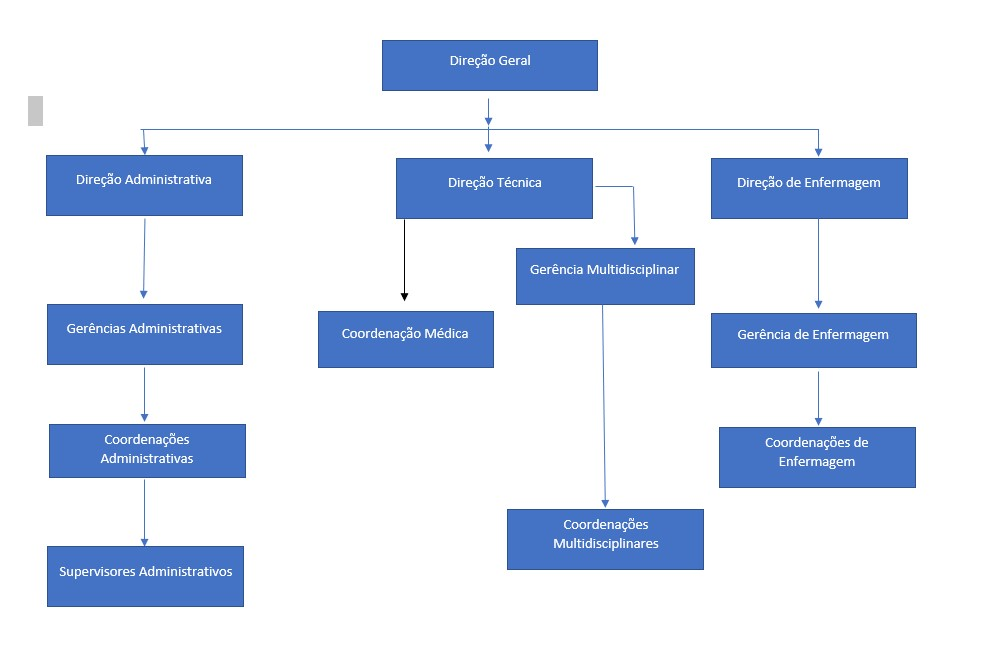 Direção Geral
Direção Administrativa
Direção Técnica
Direção de Enfermagem
Gerência Multidisciplinar
Gerências Administrativas
Coordenação Médica
Gerência de Enfermagem
Coordenações
Administrativas
Coordenações de
Enfermagem
Coordenações
Multidisciplinares
Supervisores Administrativos